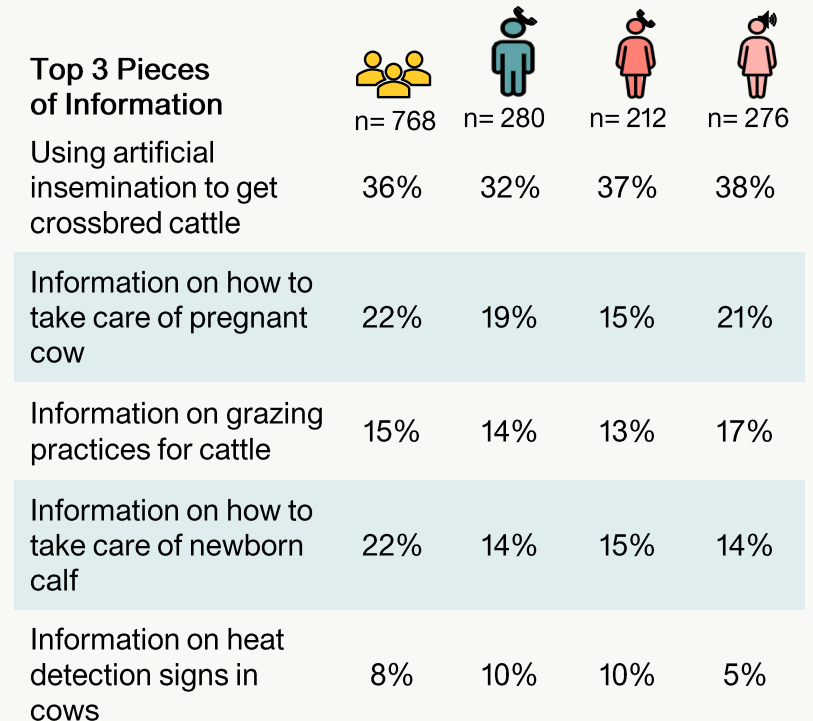 Top 3 Pieces
of Information
n= 768 n= 280 n= 212 n= 276
Using artificial
insemination to get
crossbred cattle
36% 32% 37% 38%
Information on how to
take care of pregnant
cow
22% 19% 15% 21%
Information on grazing
practices for cattle
15% 14% 13% 17%
Information on how to
take care of newborn
calf
22% 14% 15% 14%
Information on heat
detection signs in
cows
8% 10% 10% 5%